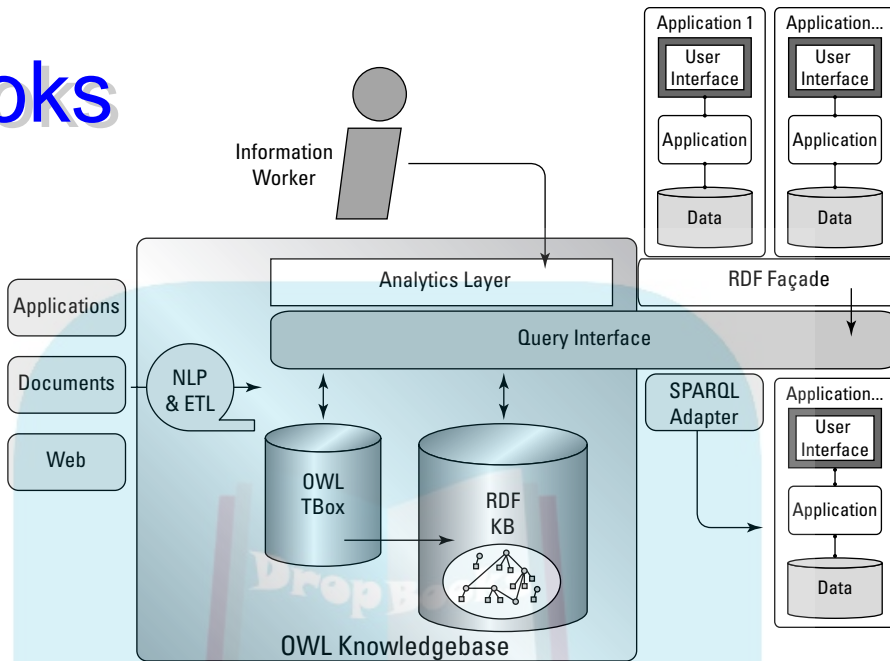 oks
Application 1
User
Interface
Application
Data
Application...
User
Interface
Application
Data
Information
Worker
Analytics Layer
RDF Façade
Query Interface
Applications
Documents
Web
NLP
& ETL
OWL
TBox
RDF
KB
SPARQL
Adapter
Application...
User
Interface
Application
Data
OWL Knowledgebase